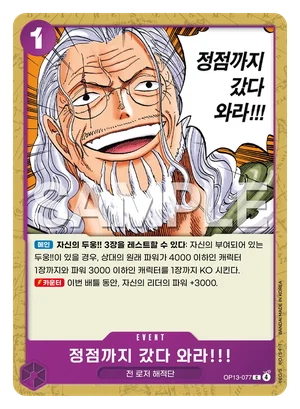 1
정점까지
갔다
와라!!!
SAMPLE
메인 자신의 두웅!! 3장을 레스트할 수 있다: 자신의 부여되어 있는
두웅!!이 있을 경우, 상대의 원래 파워가 4000 이하인 캐릭터
1장까지와 파워 3000 이하인 캐릭터를 1장까지 KO 시킨다.
카운터 이번 배틀 동안, 자신의 리더의 파워 +3000.
EVENT
정점까지 갔다 와라!!!
전 로저 해적단
OP13-077